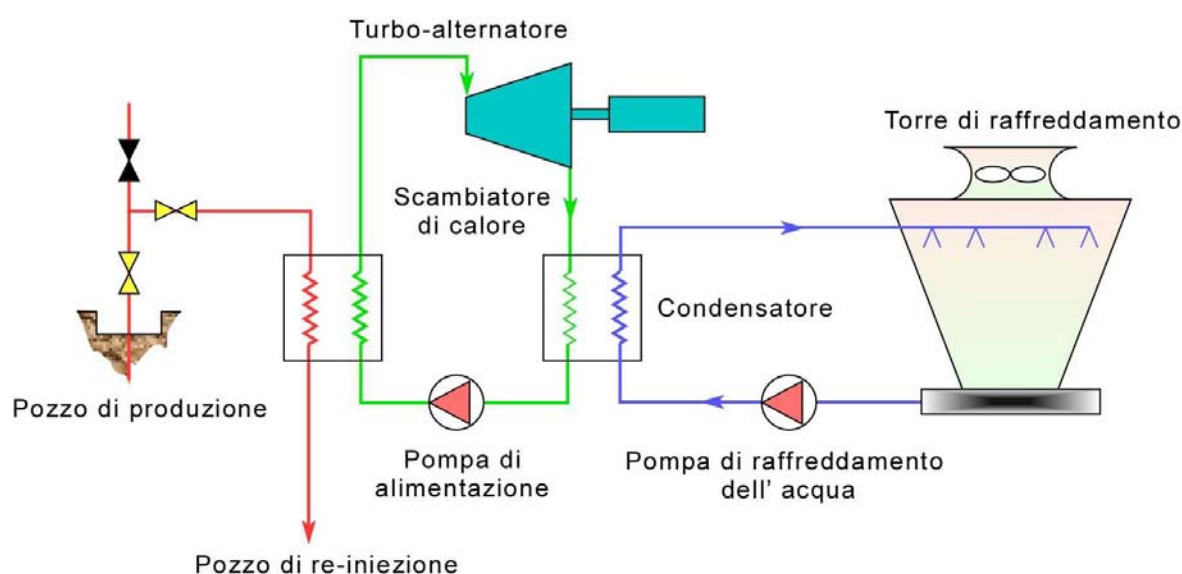 Turbo-alternatore
Torre di raffreddamento
Scambiatore
di calore
Condensatore
Pozzo di produzione
Pompa di
alimentazione
Pompa di raffreddamento
dell' acqua
Pozzo di re-iniezione